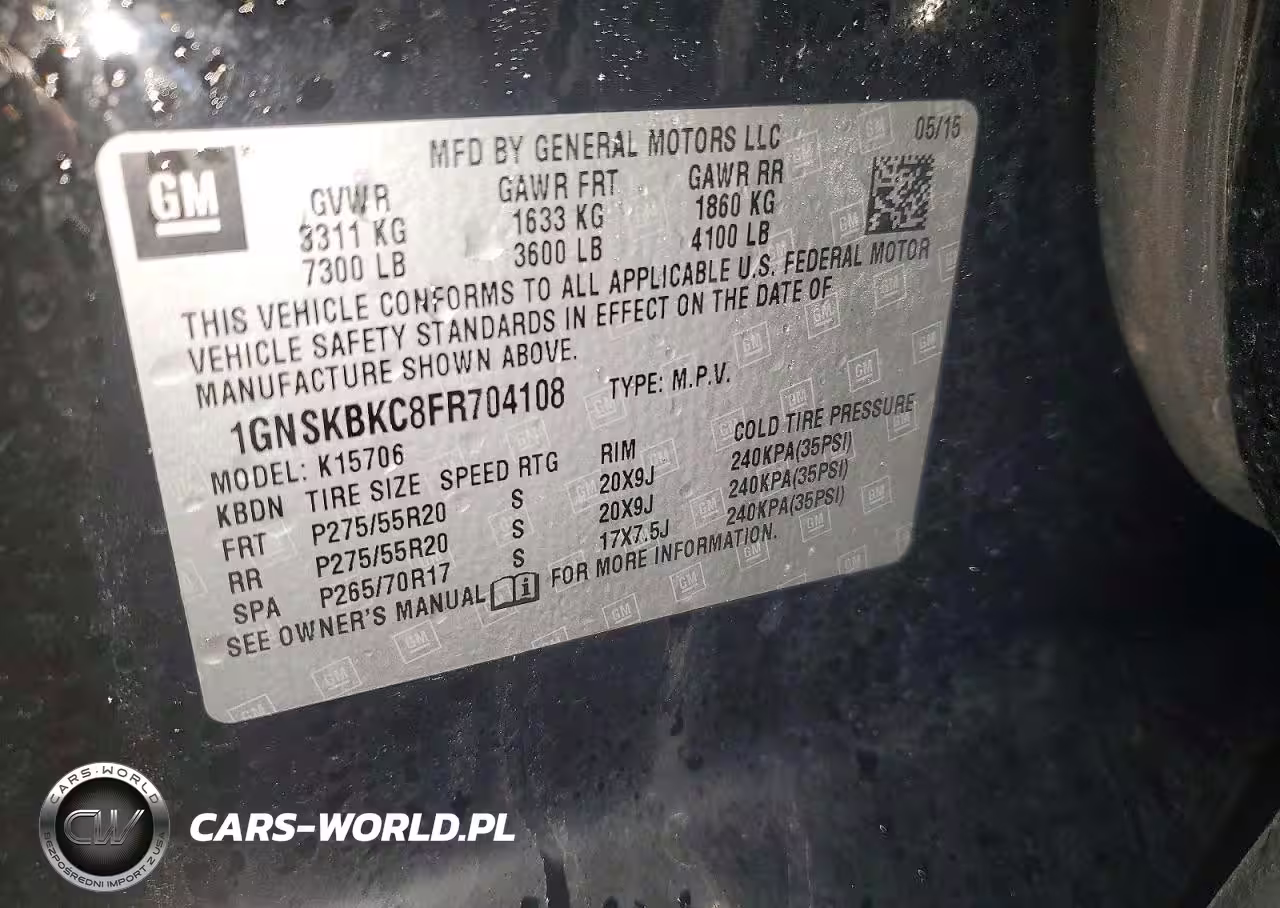 MFD BY GENERAL MOTORS LLC 05/15
GM
GVWR GAWR FRT GAWR RR
3311 KG 1633 KG 1860 KG
7300 LB 3600 LB 4100 LB
THIS VEHICLE CONFORMS TO ALL APPLICABLE U.S. FEDERAL MOTOR
VEHICLE SAFETY STANDARDS IN EFFECT ON THE DATE OF
MANUFACTURE SHOWN ABOVE.
1GNSKBKC8FR704108 TYPE: M.P.V.
MODEL: K15706
KBDN TIRE SIZE SPEED RTG RIM COLD TIRE PRESSURE
FRT P275/55R20 S 20X9J 240KPA(35PSI)
RR P275/55R20 S 20X9J 240KPA(35PSI)
SPA P265/70R17 S 17X7.5J 240KPA(35PSI)
SEE OWNER'S MANUAL i FOR MORE INFORMATION.
CARS-WORLD
CW
BEZPOŚREDNI IMPORT Z USA
CARS-WORLD.PL